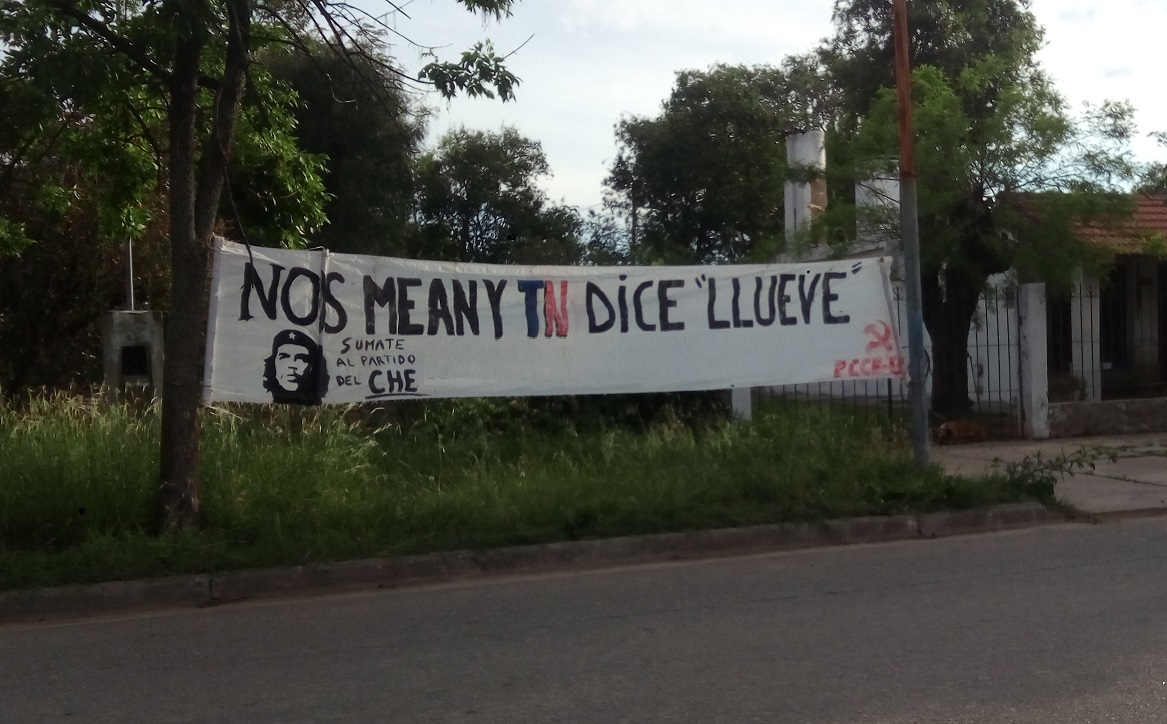 NOS MEAN Y TN DICE "LLUEVE"
SUMATE
AL PARTIDO
DEL CHE